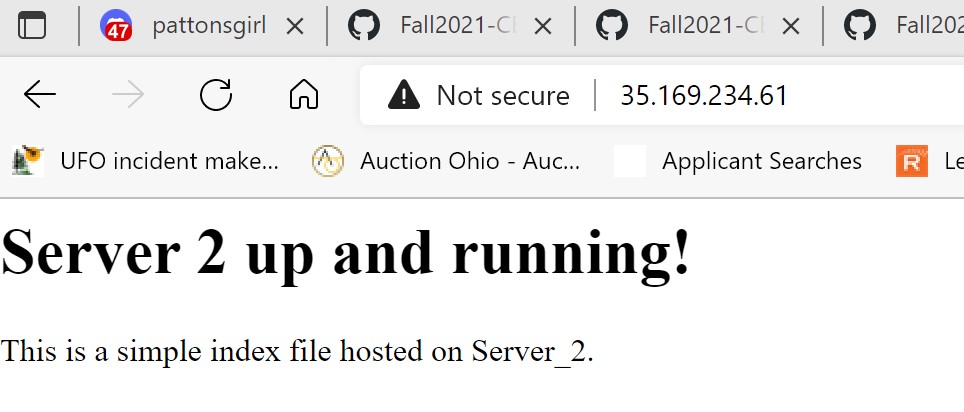 47 pattonsgirl Fall2021-C Fall2021-C Fall202
Not secure 35.169.234.61
UFO incident make... Auction Ohio - Auc... Applicant Searches R Le
Server 2 up and running!
This is a simple index file hosted on Server_2.